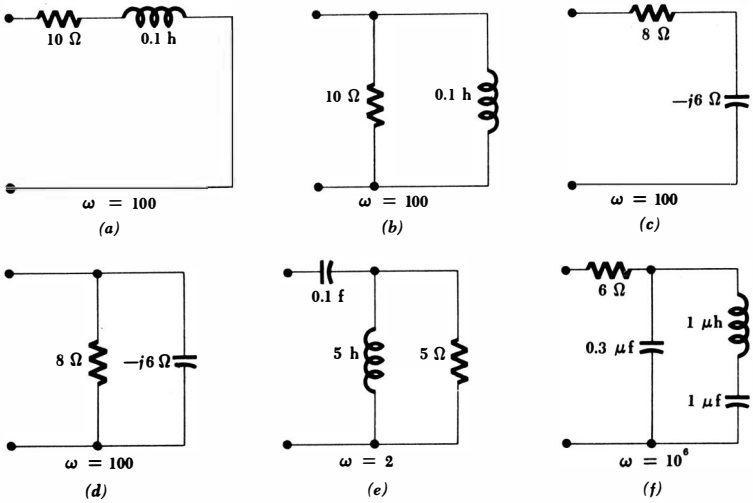 10 Ω
0.1 h
ω = 100
(a)
10 Ω
0.1 h
ω = 100
(b)
8 Ω
−j6 Ω
ω = 100
(c)
8 Ω
−j6 Ω
ω = 100
(d)
0.1 f
5 h
5 Ω
ω = 2
(e)
6 Ω
0.3 μf
1 μh
1 μf
ω = 10⁶
(f)